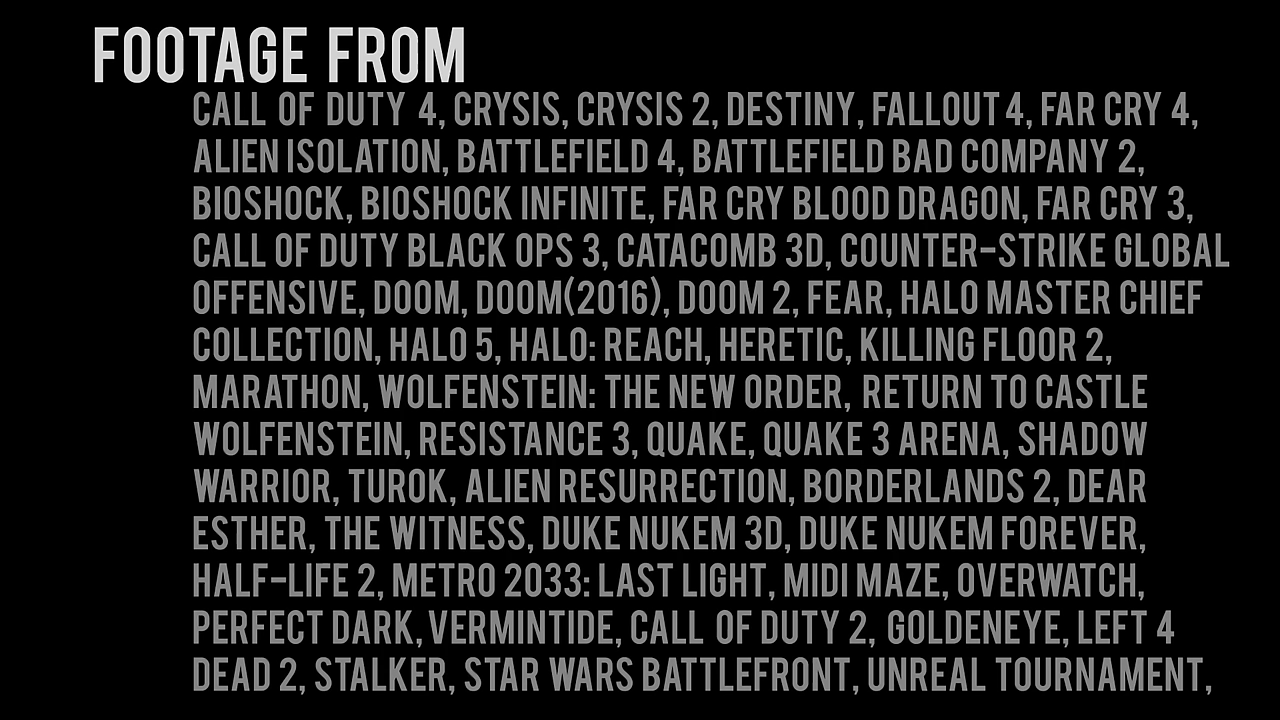 FOOTAGE FROM
CALL OF DUTY 4, CRYSIS, CRYSIS 2, DESTINY, FALLOUT 4, FAR CRY 4,
ALIEN ISOLATION, BATTLEFIELD 4, BATTLEFIELD BAD COMPANY 2,
BIOSHOCK, BIOSHOCK INFINITE, FAR CRY BLOOD DRAGON, FAR CRY 3,
CALL OF DUTY BLACK OPS 3, CATACOMB 3D, COUNTER-STRIKE GLOBAL
OFFENSIVE, DOOM, DOOM(2016), DOOM 2, FEAR, HALO MASTER CHIEF
COLLECTION, HALO 5, HALO: REACH, HERETIC, KILLING FLOOR 2,
MARATHON, WOLFENSTEIN: THE NEW ORDER, RETURN TO CASTLE
WOLFENSTEIN, RESISTANCE 3, QUAKE, QUAKE 3 ARENA, SHADOW
WARRIOR, TUROK, ALIEN RESURRECTION, BORDERLANDS 2, DEAR
ESTHER, THE WITNESS, DUKE NUKEM 3D, DUKE NUKEM FOREVER,
HALF-LIFE 2, METRO 2033: LAST LIGHT, MIDI MAZE, OVERWATCH,
PERFECT DARK, VERMINTIDE, CALL OF DUTY 2, GOLDENEYE, LEFT 4
DEAD 2, STALKER, STAR WARS BATTLEFRONT, UNREAL TOURNAMENT,